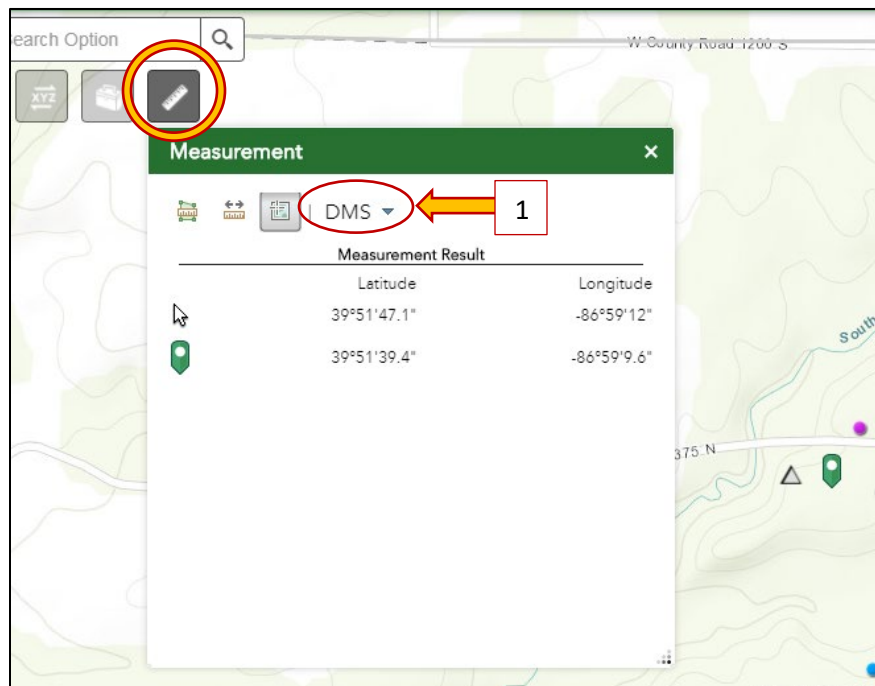 earch Option
W County Road 1200 S
XYZ
Measurement ×
| DMS 1
Measurement Result
Latitude Longitude
39°51'47.1" -86°59'12"
39°51'39.4" -86°59'9.6"
South
375 N